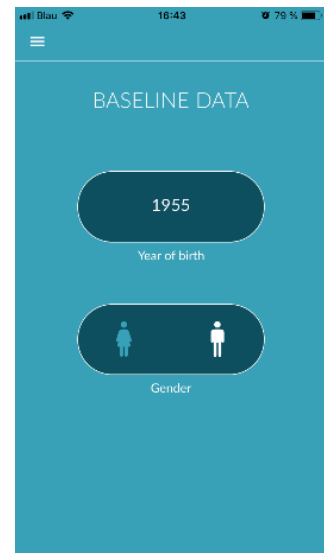 Blau 16:43 79 %
BASELINE DATA
1955
Year of birth
Gender